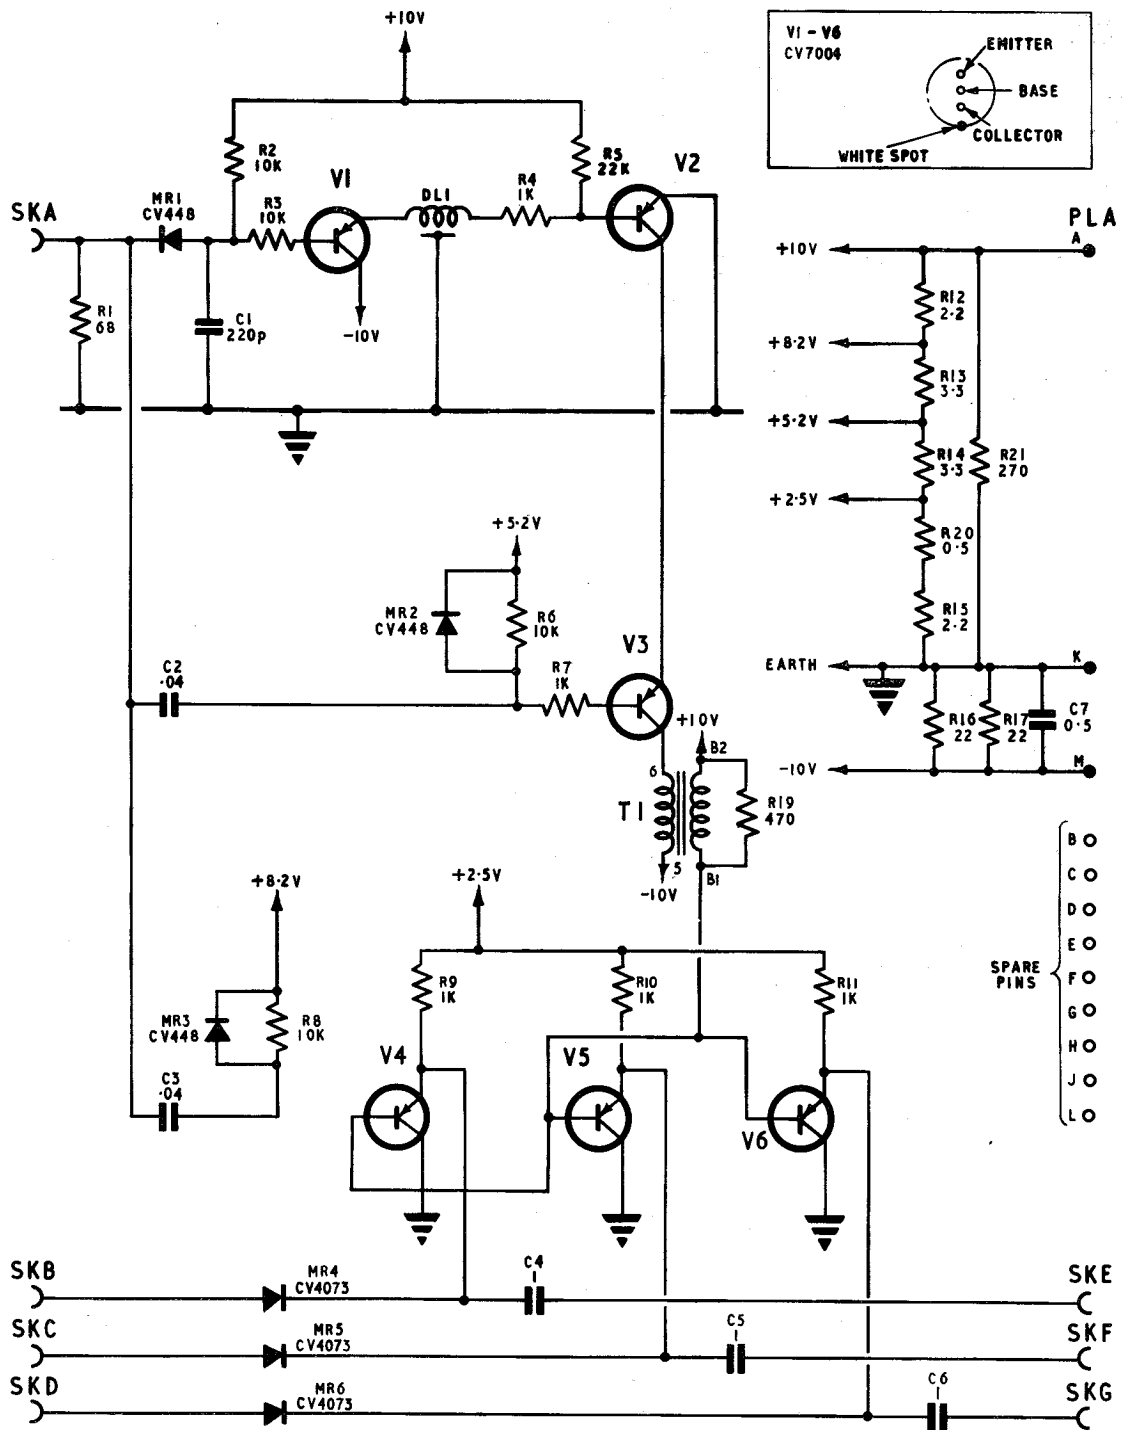 +10V
V1 - V6
CV7004
EMITTER
BASE
COLLECTOR
WHITE SPOT
R2
10K
R5
22K
V1
V2
DL1
R4
1K
SKA
MR1
CV448
R3
10K
PLA
A
+10V
R1
68
C1
220p
-10V
R12
2.2
+8.2V
R13
3.3
+5.2V
R14
3.3
R21
270
+2.5V
R20
0.5
R15
2.2
+5.2V
MR2
CV448
R6
10K
V3
EARTH
K
C2
.04
R7
1K
R16
22
R17
22
C7
0.5
-10V
M
+10V
B2
6
T1
R19
470
5
B1
-10V
+8.2V
+2.5V
B
C
D
E
F
G
H
J
L
SPARE
PINS
R9
1K
R10
1K
R11
1K
MR3
CV448
R8
10K
C3
.04
V4
V5
V6
SKB
MR4
CV4073
C4
1
SKE
SKC
MR5
CV4073
C5
1
SKF
SKD
MR6
CV4073
C6
1
SKG